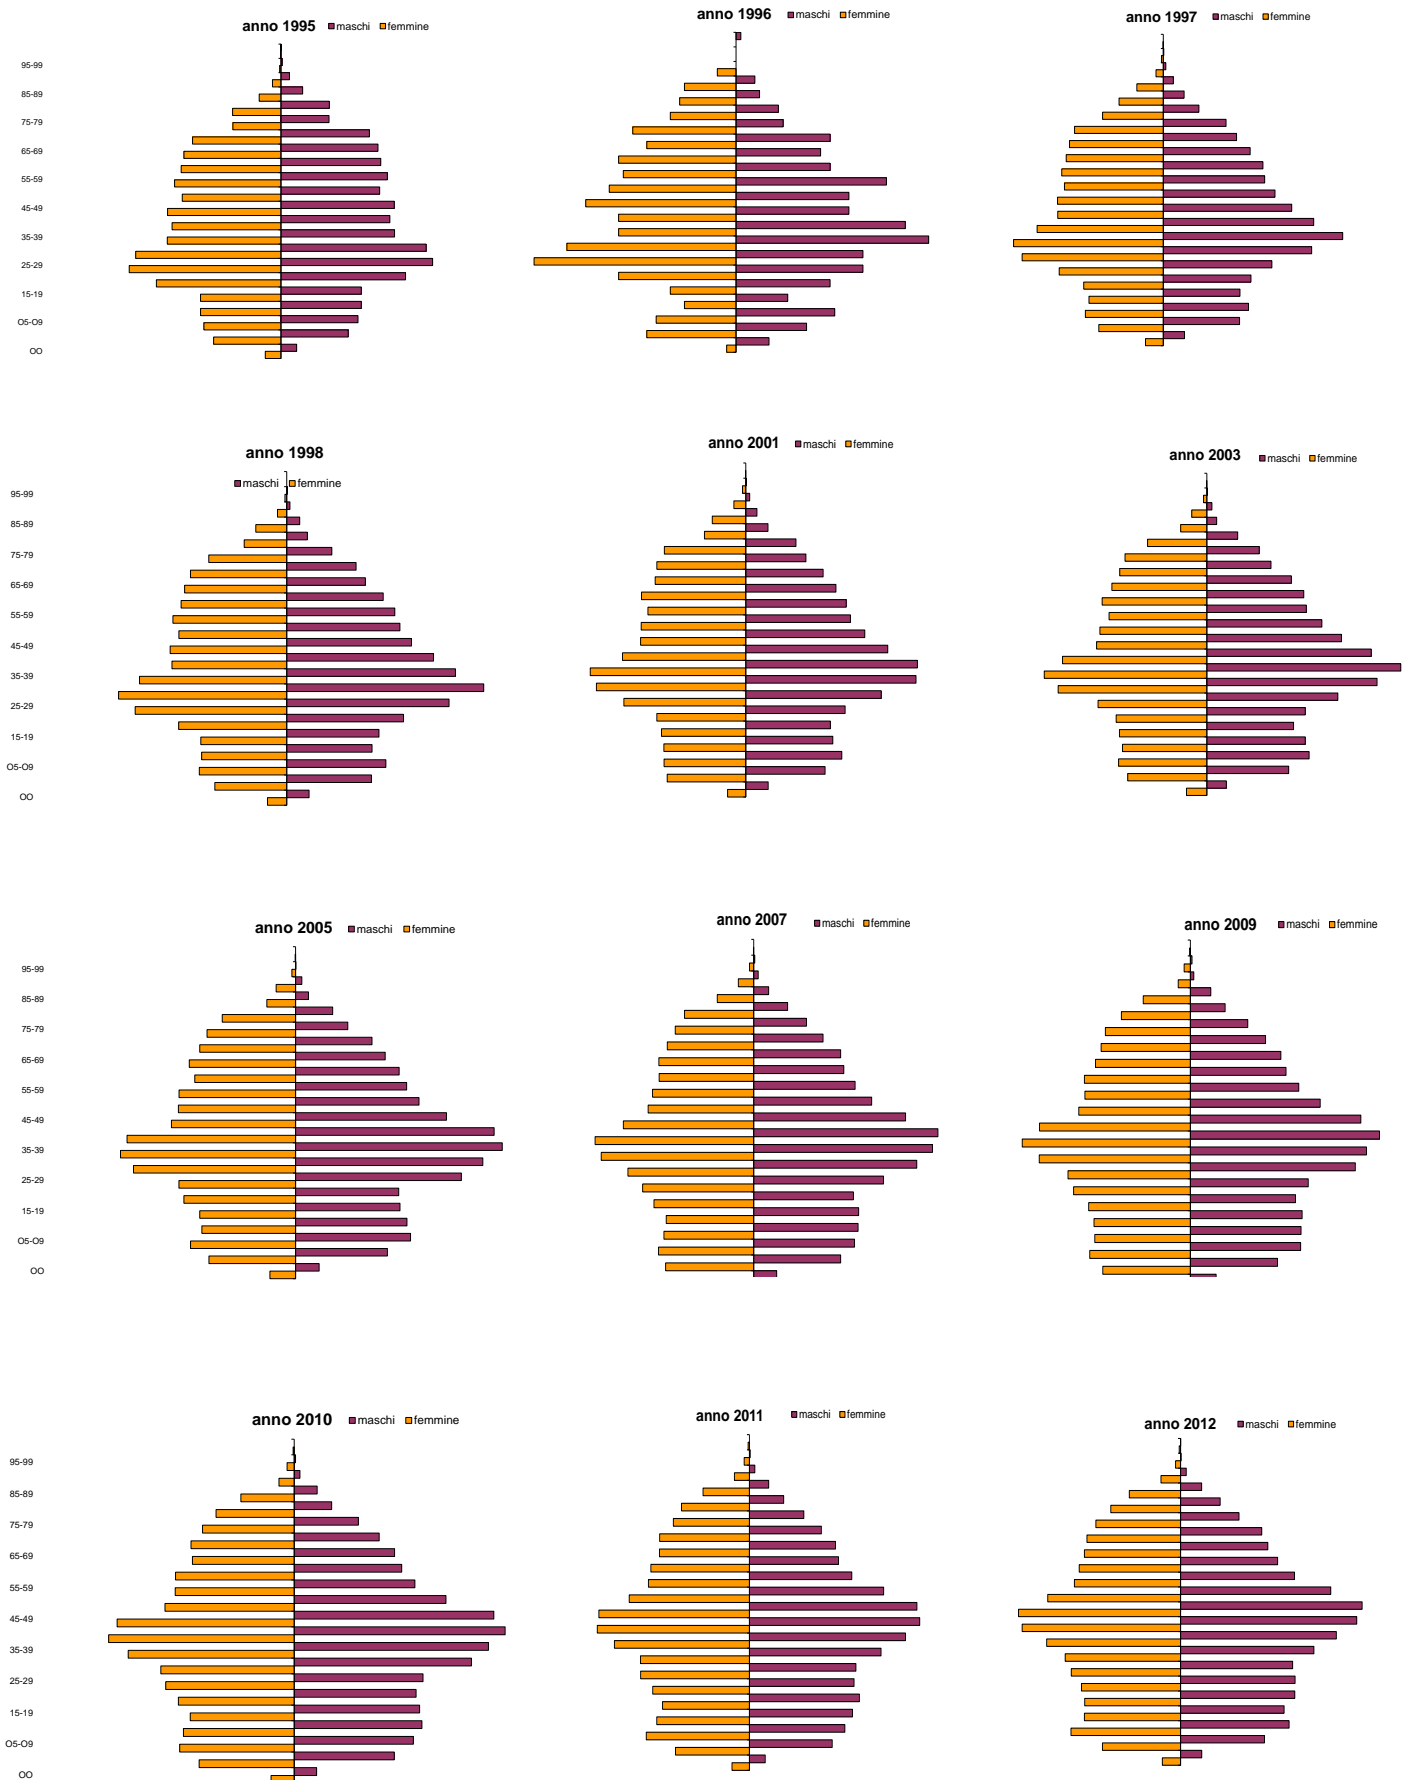 anno 1995 maschi femmine
95-99
85-89
75-79
65-69
55-59
45-49
35-39
25-29
15-19
O5-O9
OO
anno 1996 maschi femmine
anno 1997 maschi femmine
anno 1998
maschi femmine
95-99
85-89
75-79
65-69
55-59
45-49
35-39
25-29
15-19
O5-O9
OO
anno 2001 maschi femmine
anno 2003 maschi femmine
anno 2005 maschi femmine
95-99
85-89
75-79
65-69
55-59
45-49
35-39
25-29
15-19
O5-O9
OO
anno 2007 maschi femmine
anno 2009 maschi femmine
anno 2010 maschi femmine
95-99
85-89
75-79
65-69
55-59
45-49
35-39
25-29
15-19
O5-O9
OO
anno 2011 maschi femmine
anno 2012 maschi femmine